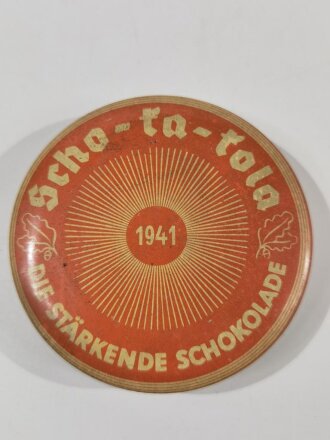 Scho-ka-kola
1941
DIE STÄRKENDE SCHOKOLADE